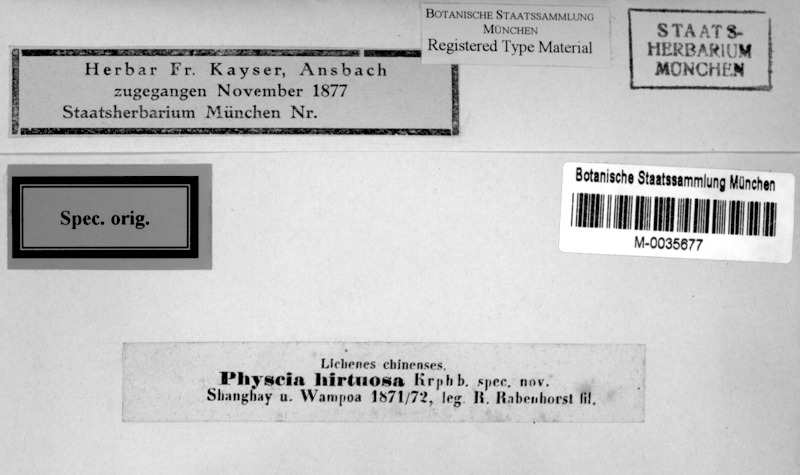 BOTANISCHE STAATSSAMMLUNG
MÜNCHEN
Registered Type Material
STAATS-
HERBARIUM
MÜNCHEN
Herbar Fr. Kayser, Ansbach
zugegangen November 1877
Staatsherbarium München Nr.
Spec. orig.
Botanische Staatssammlung München
M-0035677
Lichenes chinenses.
Physcia hirtuosa Krphb. spec. nov.
Shanghay u. Wampoa 1871/72, leg. R. Rabenhorst fil.